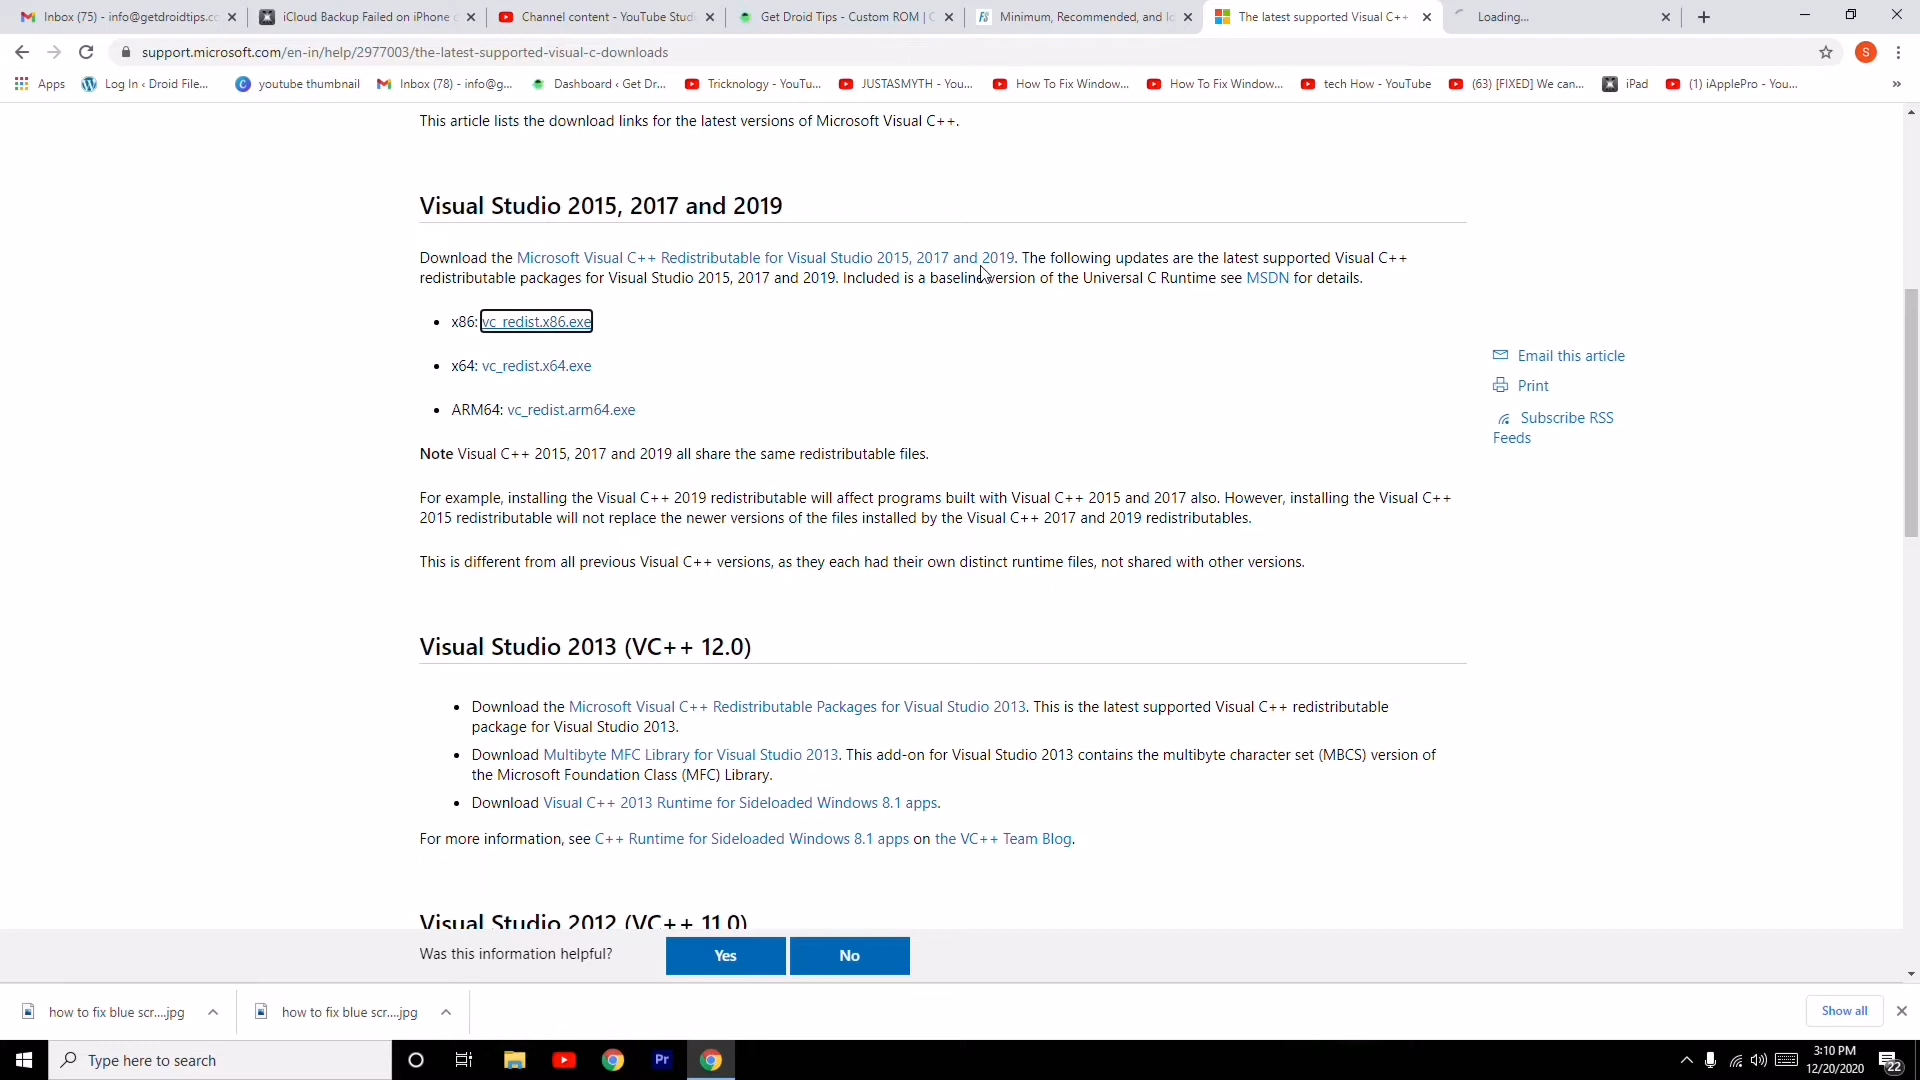 Inbox (75) - info@getdroidtips.cc
iCloud Backup Failed on iPhone
Channel content - YouTube Stud
Get Droid Tips - Custom ROM |
Minimum, Recommended, and
The latest supported Visual C++
Loading...
support.microsoft.com/en-in/help/2977003/the-latest-supported-visual-c-downloads
S
Apps
Log In ‹ Droid File...
youtube thumbnail
Inbox (78) - info@g...
Dashboard ‹ Get Dr...
Tricknology - YouTu...
JUSTASMYTH - You...
How To Fix Window...
How To Fix Window...
tech How - YouTube
(63) [FIXED] We can...
iPad
(1) iApplePro - You...
»
This article lists the download links for the latest versions of Microsoft Visual C++.
Visual Studio 2015, 2017 and 2019
Download the Microsoft Visual C++ Redistributable for Visual Studio 2015, 2017 and 2019. The following updates are the latest supported Visual C++
redistributable packages for Visual Studio 2015, 2017 and 2019. Included is a baseline version of the Universal C Runtime see MSDN for details.
• x86: vc_redist.x86.exe
• x64: vc_redist.x64.exe
• ARM64: vc_redist.arm64.exe
Note Visual C++ 2015, 2017 and 2019 all share the same redistributable files.
For example, installing the Visual C++ 2019 redistributable will affect programs built with Visual C++ 2015 and 2017 also. However, installing the Visual C++
2015 redistributable will not replace the newer versions of the files installed by the Visual C++ 2017 and 2019 redistributables.
This is different from all previous Visual C++ versions, as they each had their own distinct runtime files, not shared with other versions.
Email this article
Print
Subscribe RSS
Feeds
Visual Studio 2013 (VC++ 12.0)
• Download the Microsoft Visual C++ Redistributable Packages for Visual Studio 2013. This is the latest supported Visual C++ redistributable
package for Visual Studio 2013.
• Download Multibyte MFC Library for Visual Studio 2013. This add-on for Visual Studio 2013 contains the multibyte character set (MBCS) version of
the Microsoft Foundation Class (MFC) Library.
• Download Visual C++ 2013 Runtime for Sideloaded Windows 8.1 apps.
For more information, see C++ Runtime for Sideloaded Windows 8.1 apps on the VC++ Team Blog.
Visual Studio 2012 (VC++ 11.0)
Was this information helpful?
Yes
No
how to fix blue scr....jpg
how to fix blue scr....jpg
Show all
Type here to search
Pr
3:10 PM
12/20/2020
22